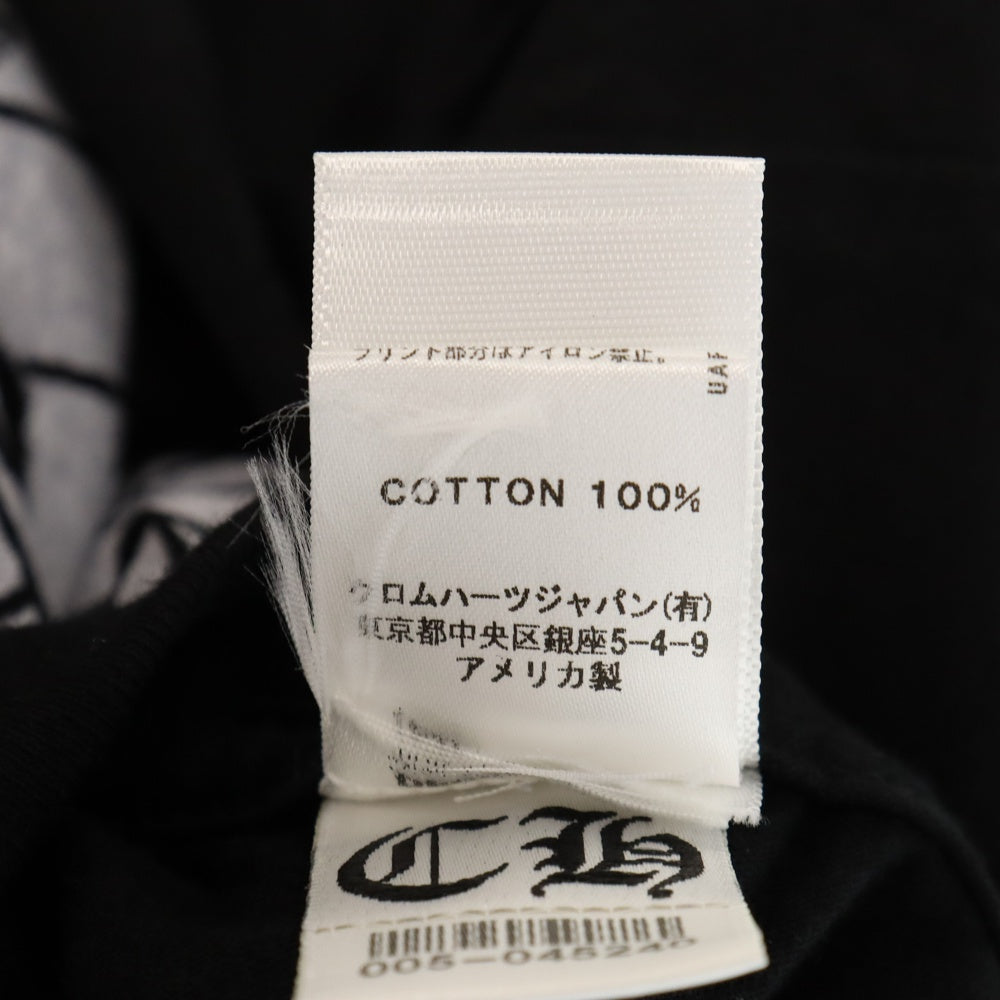 プリント部分はアイロン禁止。
UAF
COTTON 100%
クロムハーツジャパン(有)
東京都中央区銀座5-4-9
アメリカ製
CH